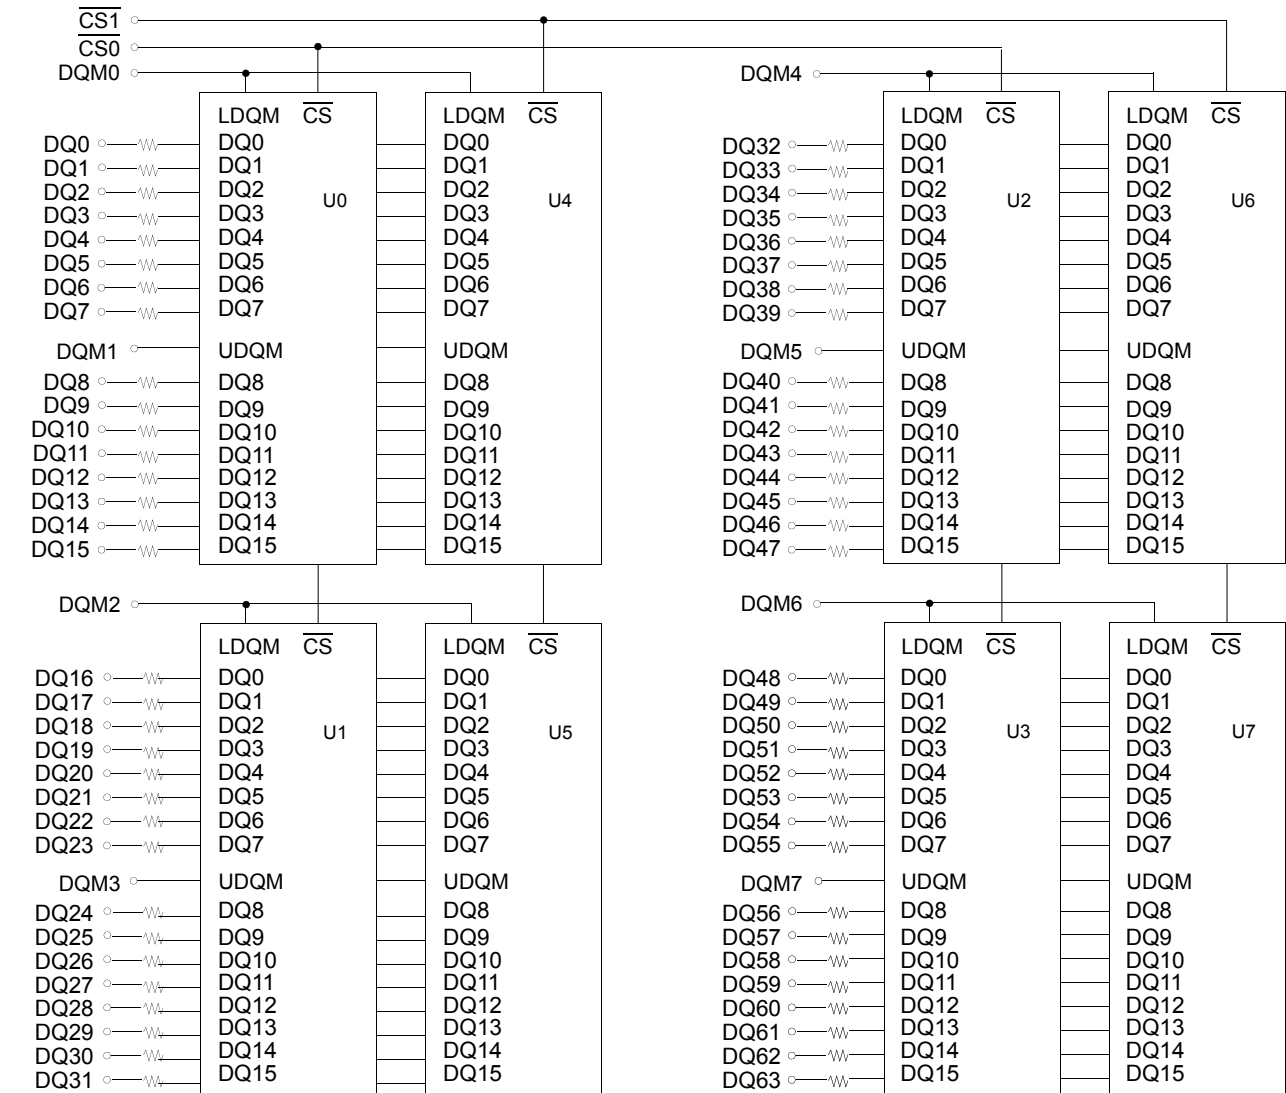 CS1
CS0
DQM0
DQM4
LDQM CS
LDQM CS
LDQM CS
LDQM CS
DQ0 DQ0 DQ0 DQ32 DQ0 DQ0
DQ1 DQ1 DQ1 DQ33 DQ1 DQ1
DQ2 DQ2 DQ2 DQ34 DQ2 DQ2
U0 U4 U2 U6
DQ3 DQ3 DQ3 DQ35 DQ3 DQ3
DQ4 DQ4 DQ4 DQ36 DQ4 DQ4
DQ5 DQ5 DQ5 DQ37 DQ5 DQ5
DQ6 DQ6 DQ6 DQ38 DQ6 DQ6
DQ7 DQ7 DQ7 DQ39 DQ7 DQ7
DQM1 UDQM UDQM DQM5 UDQM UDQM
DQ8 DQ8 DQ8 DQ40 DQ8 DQ8
DQ9 DQ9 DQ9 DQ41 DQ9 DQ9
DQ10 DQ10 DQ10 DQ42 DQ10 DQ10
DQ11 DQ11 DQ11 DQ43 DQ11 DQ11
DQ12 DQ12 DQ12 DQ44 DQ12 DQ12
DQ13 DQ13 DQ13 DQ45 DQ13 DQ13
DQ14 DQ14 DQ14 DQ46 DQ14 DQ14
DQ15 DQ15 DQ15 DQ47 DQ15 DQ15
DQM2 DQM6
LDQM CS
LDQM CS
LDQM CS
LDQM CS
DQ16 DQ0 DQ0 DQ48 DQ0 DQ0
DQ17 DQ1 DQ1 DQ49 DQ1 DQ1
DQ18 DQ2 DQ2 DQ50 DQ2 DQ2
U1 U5 U3 U7
DQ19 DQ3 DQ3 DQ51 DQ3 DQ3
DQ20 DQ4 DQ4 DQ52 DQ4 DQ4
DQ21 DQ5 DQ5 DQ53 DQ5 DQ5
DQ22 DQ6 DQ6 DQ54 DQ6 DQ6
DQ23 DQ7 DQ7 DQ55 DQ7 DQ7
DQM3 UDQM UDQM DQM7 UDQM UDQM
DQ24 DQ8 DQ8 DQ56 DQ8 DQ8
DQ25 DQ9 DQ9 DQ57 DQ9 DQ9
DQ26 DQ10 DQ10 DQ58 DQ10 DQ10
DQ27 DQ11 DQ11 DQ59 DQ11 DQ11
DQ28 DQ12 DQ12 DQ60 DQ12 DQ12
DQ29 DQ13 DQ13 DQ61 DQ13 DQ13
DQ30 DQ14 DQ14 DQ62 DQ14 DQ14
DQ31 DQ15 DQ15 DQ63 DQ15 DQ15